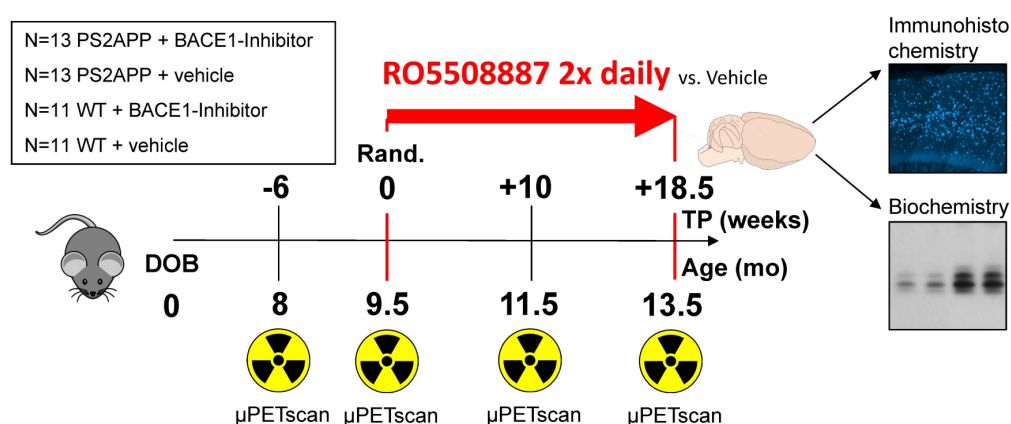 N=13 PS2APP + BACE1-Inhibitor
N=13 PS2APP + vehicle
N=11 WT + BACE1-Inhibitor
N=11 WT + vehicle
RO5508887 2x daily vs. Vehicle
Immunohisto
chemistry
Rand.
-6 0 +10 +18.5
TP (weeks)
Biochemistry
DOB
Age (mo)
0 8 9.5 11.5 13.5
µPETscan µPETscan µPETscan µPETscan